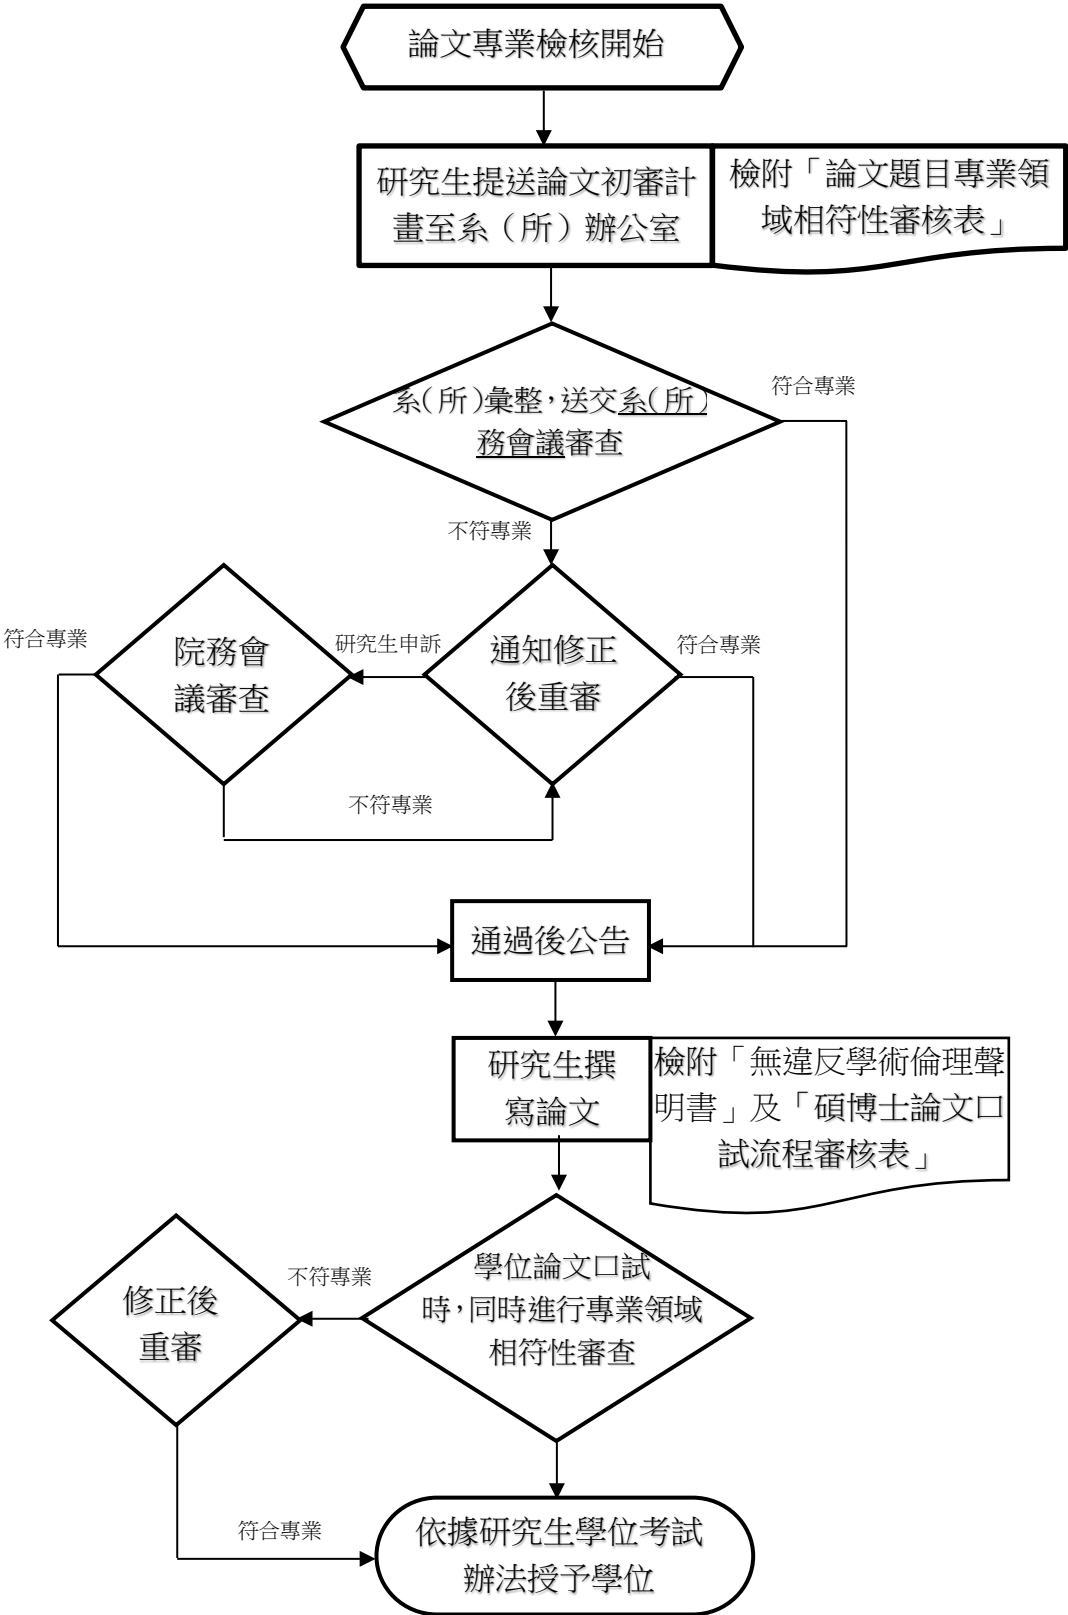 論文專業檢核開始
研究生提送論文初審計
畫至系（所）辦公室
檢附「論文題目專業領
域相符性審核表」
系(所)彙整，送交系(所)
務會議審查
符合專業
不符專業
符合專業
院務會
議審查
研究生申訴
通知修正
後重審
符合專業
不符專業
通過後公告
研究生撰
寫論文
檢附「無違反學術倫理聲
明書」及「碩博士論文口
試流程審核表」
學位論文口試
時，同時進行專業領域
相符性審查
不符專業
修正後
重審
符合專業
依據研究生學位考試
辦法授予學位